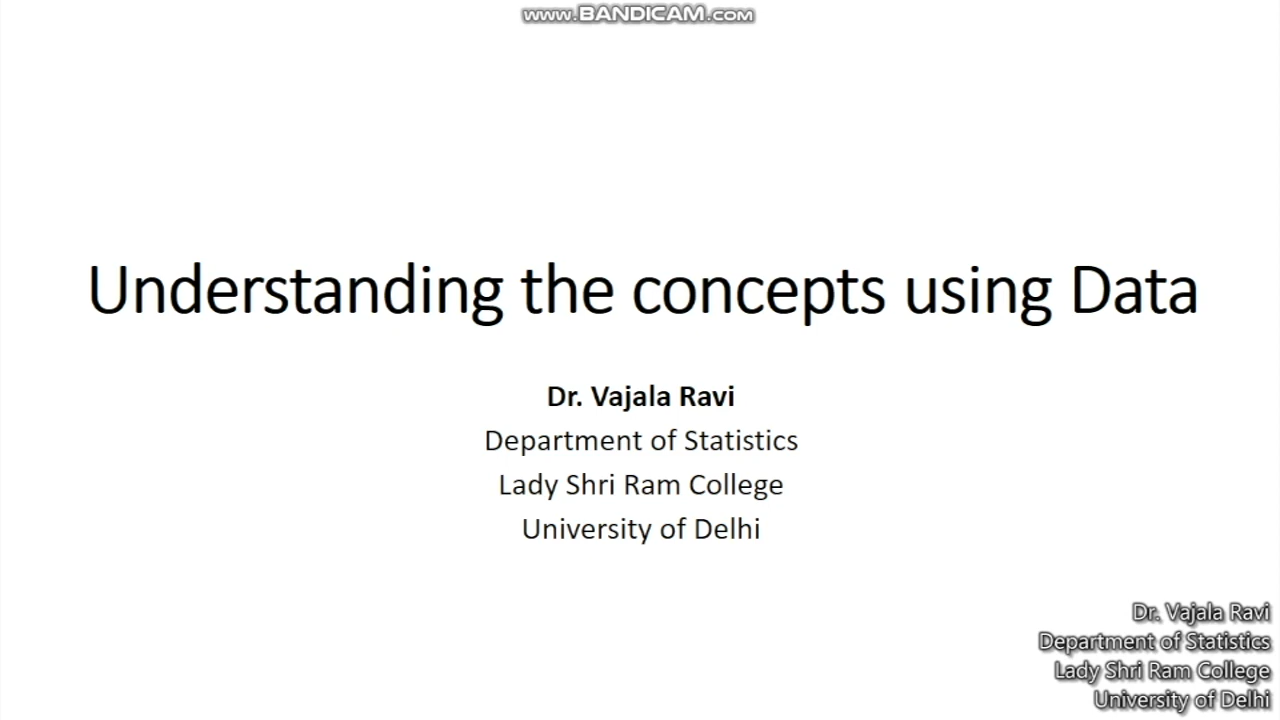 www.BANDICAM.com
Understanding the concepts using Data
Dr. Vajala Ravi
Department of Statistics
Lady Shri Ram College
University of Delhi
Dr. Vajala Ravi
Department of Statistics
Lady Shri Ram College
University of Delhi